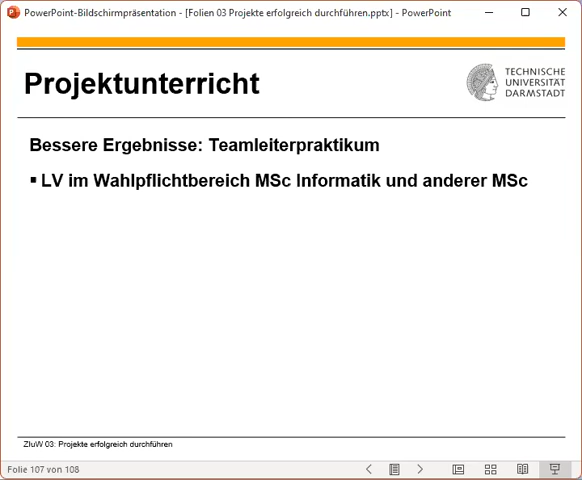 PowerPoint-Bildschirmpräsentation - [Folien 03 Projekte erfolgreich durchführen.pptx] - PowerPoint
Projektunterricht
TECHNISCHE
UNIVERSITÄT
DARMSTADT
Bessere Ergebnisse: Teamleiterpraktikum
▪ LV im Wahlpflichtbereich MSc Informatik und anderer MSc
ZIuW 03: Projekte erfolgreich durchführen
Folie 107 von 108